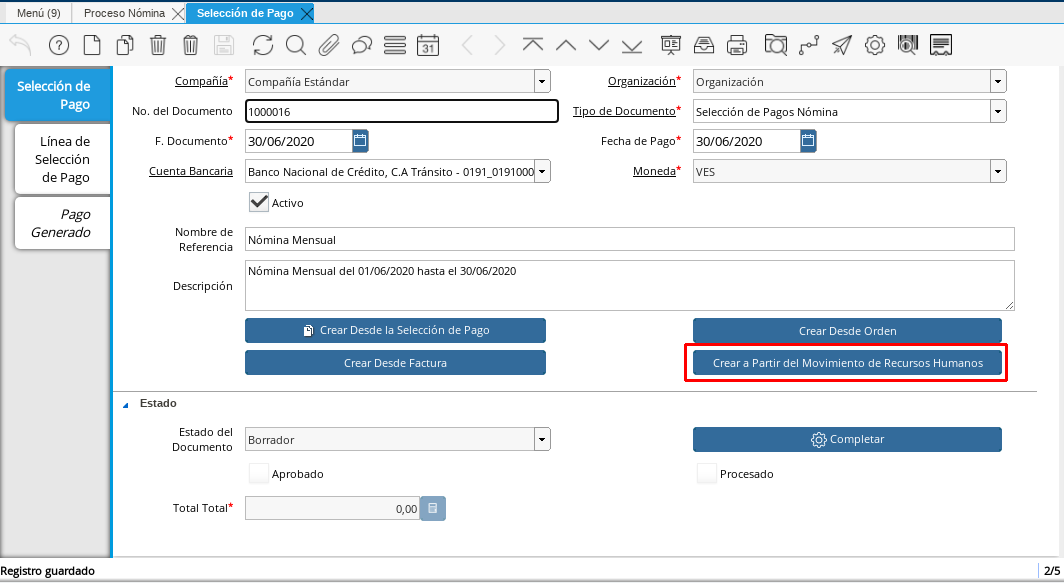 Menú (9) Proceso Nómina Selección de Pago
31
Selección de
Pago
Línea de
Selección
de Pago
Pago
Generado
Compañía* Compañía Estándar Organización* Organización
No. del Documento 1000016 Tipo de Documento* Selección de Pagos Nómina
F. Documento* 30/06/2020 Fecha de Pago* 30/06/2020
Cuenta Bancaria Banco Nacional de Crédito, C.A Tránsito - 0191_0191000 Moneda* VES
Activo
Nombre de
Referencia Nómina Mensual
Descripción Nómina Mensual del 01/06/2020 hasta el 30/06/2020
Crear Desde la Selección de Pago Crear Desde Orden
Crear Desde Factura Crear a Partir del Movimiento de Recursos Humanos
Estado
Estado del
Documento Borrador Completar
Aprobado Procesado
Total Total* 0,00
Registro guardado 2/5